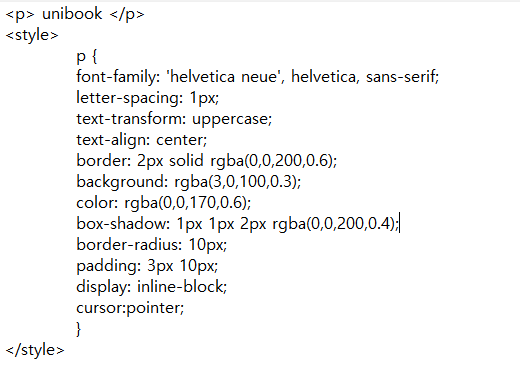 <p> unibook </p>
<style>
p {
font-family: 'helvetica neue', helvetica, sans-serif;
letter-spacing: 1px;
text-transform: uppercase;
text-align: center;
border: 2px solid rgba(0,0,200,0.6);
background: rgba(3,0,100,0.3);
color: rgba(0,0,170,0.6);
box-shadow: 1px 1px 2px rgba(0,0,200,0.4);
border-radius: 10px;
padding: 3px 10px;
display: inline-block;
cursor:pointer;
}
</style>